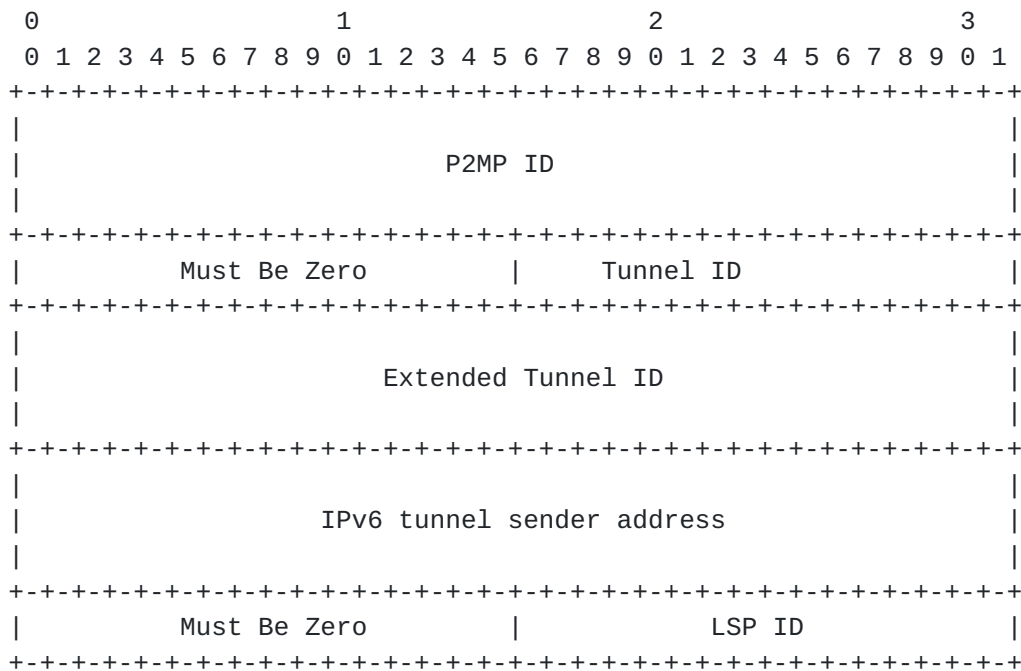 0                   1                   2                   3
 0 1 2 3 4 5 6 7 8 9 0 1 2 3 4 5 6 7 8 9 0 1 2 3 4 5 6 7 8 9 0 1
+-+-+-+-+-+-+-+-+-+-+-+-+-+-+-+-+-+-+-+-+-+-+-+-+-+-+-+-+-+-+-+-+
|                                                               |
|                           P2MP ID                             |
|                                                               |
+-+-+-+-+-+-+-+-+-+-+-+-+-+-+-+-+-+-+-+-+-+-+-+-+-+-+-+-+-+-+-+-+
|          Must Be Zero         |     Tunnel ID                 |
+-+-+-+-+-+-+-+-+-+-+-+-+-+-+-+-+-+-+-+-+-+-+-+-+-+-+-+-+-+-+-+-+
|                                                               |
|                       Extended Tunnel ID                      |
|                                                               |
+-+-+-+-+-+-+-+-+-+-+-+-+-+-+-+-+-+-+-+-+-+-+-+-+-+-+-+-+-+-+-+-+
|                                                               |
|                   IPv6 tunnel sender address                  |
|                                                               |
+-+-+-+-+-+-+-+-+-+-+-+-+-+-+-+-+-+-+-+-+-+-+-+-+-+-+-+-+-+-+-+-+
|          Must Be Zero         |            LSP ID             |
+-+-+-+-+-+-+-+-+-+-+-+-+-+-+-+-+-+-+-+-+-+-+-+-+-+-+-+-+-+-+-+-+